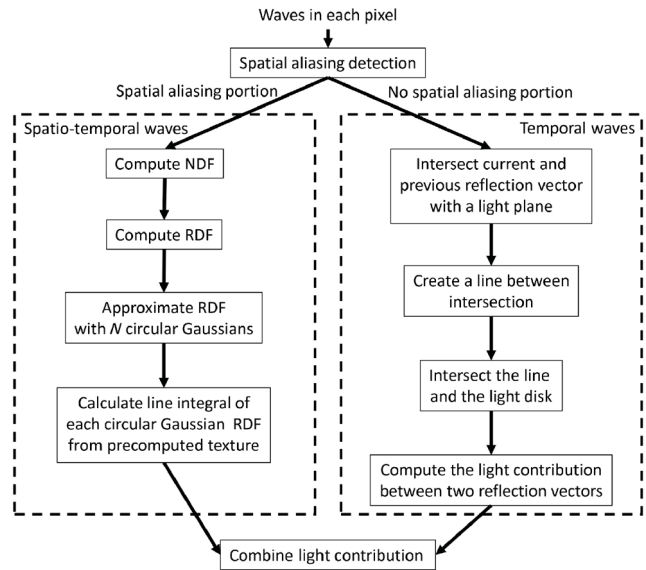 Waves in each pixel
Spatial aliasing detection
Spatial aliasing portion
No spatial aliasing portion
Spatio-temporal waves
Compute NDF
Compute RDF
Approximate RDF
with N circular Gaussians
Calculate line integral of
each circular Gaussian RDF
from precomputed texture
Temporal waves
Intersect current and
previous reflection vector
with a light plane
Create a line between
intersection
Intersect the line
and the light disk
Compute the light contribution
between two reflection vectors
Combine light contribution